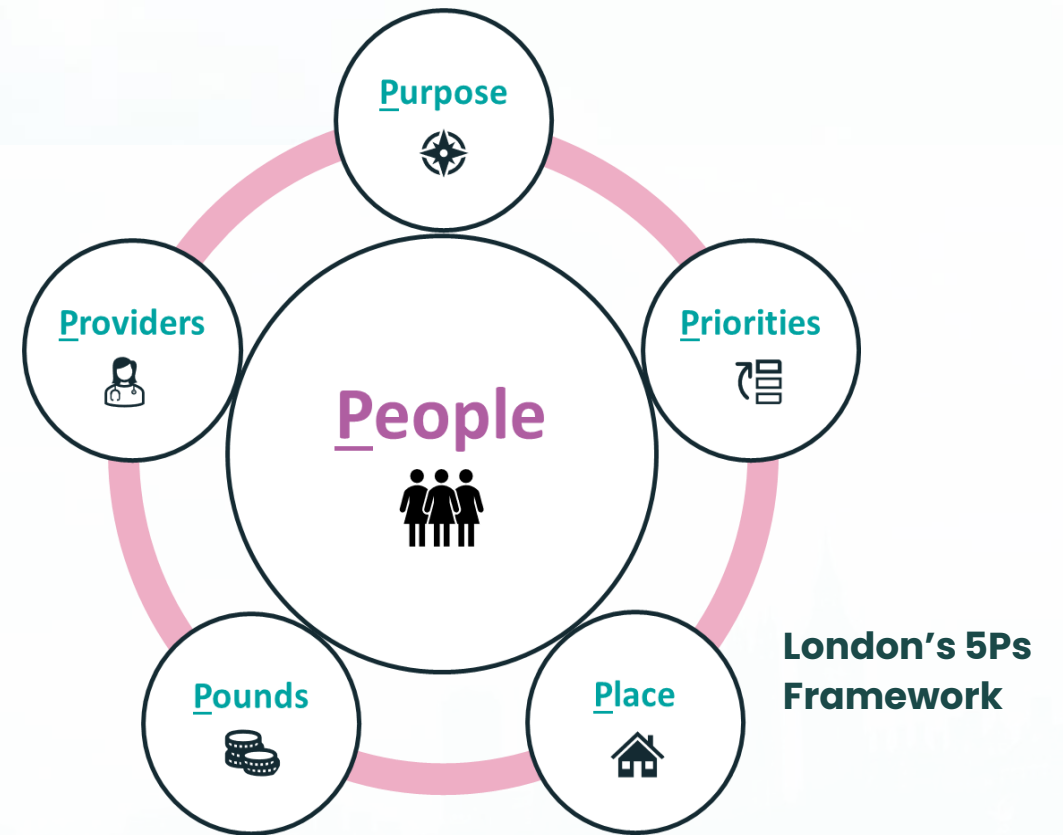 Purpose
Providers
Priorities
People
Pounds
Place
London’s 5Ps
Framework